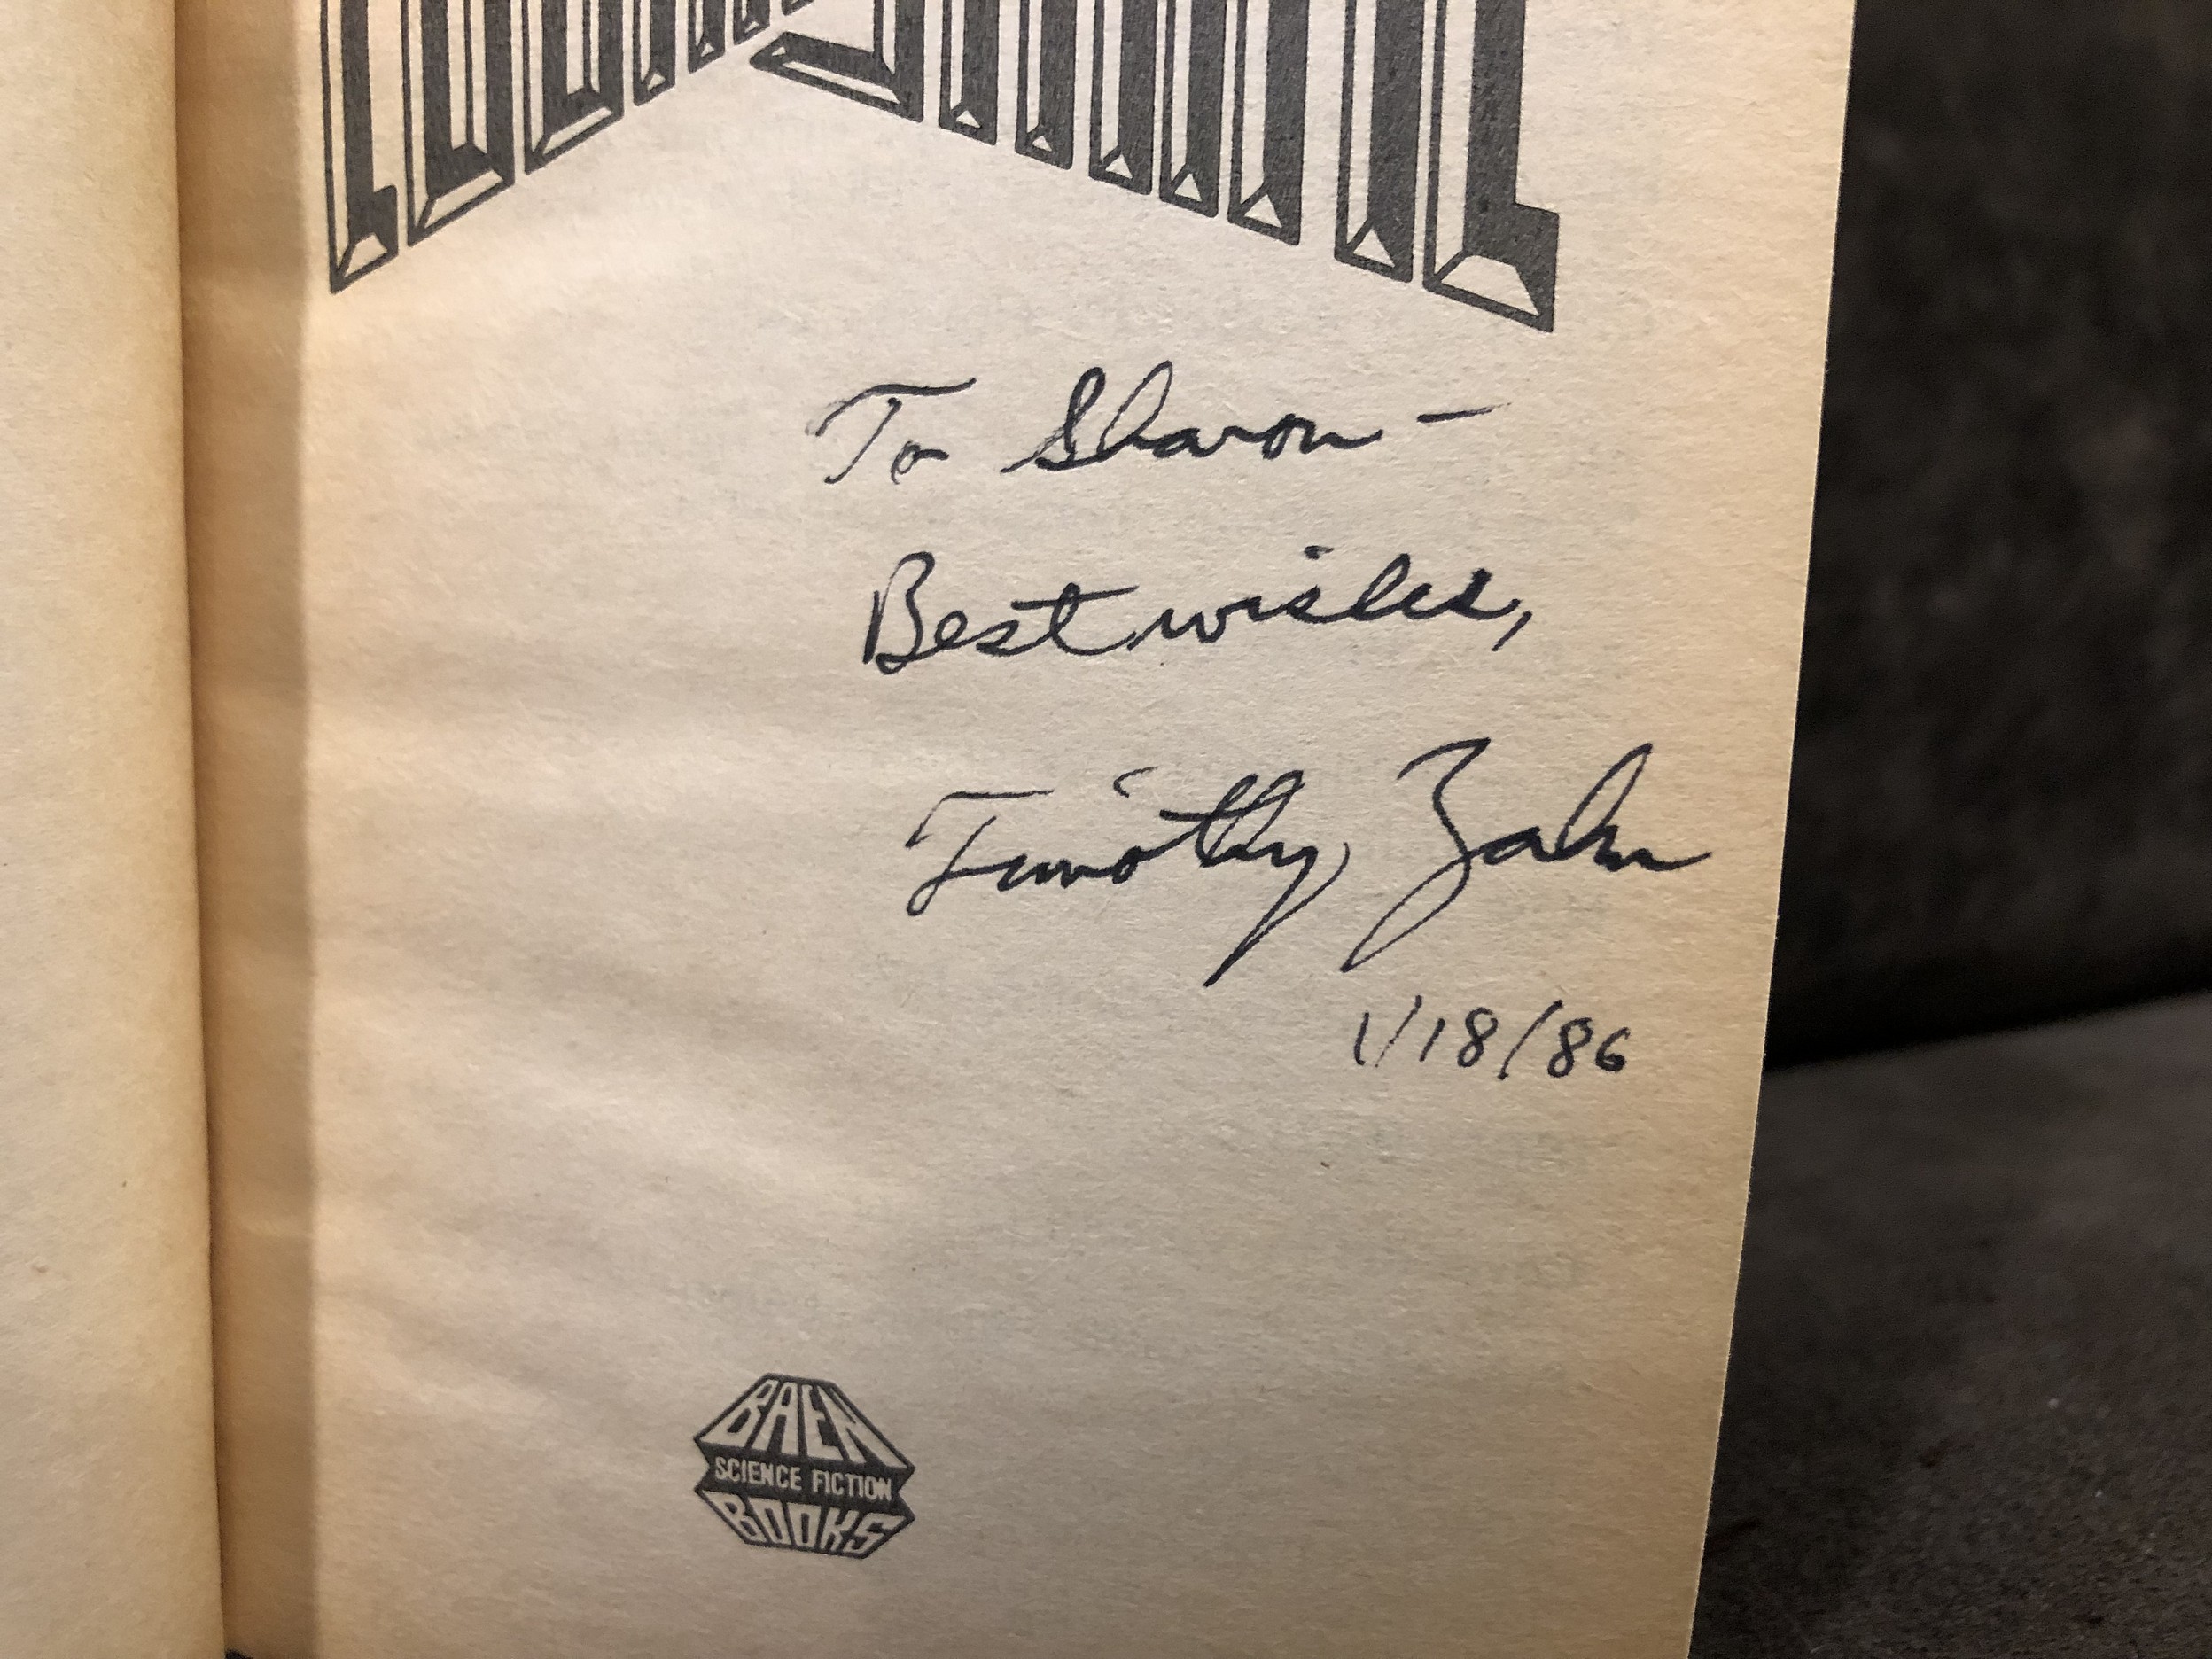 To Sharon —
Best wishes,
Timothy Zahn
1/18/86
BAEN
SCIENCE FICTION
BOOKS